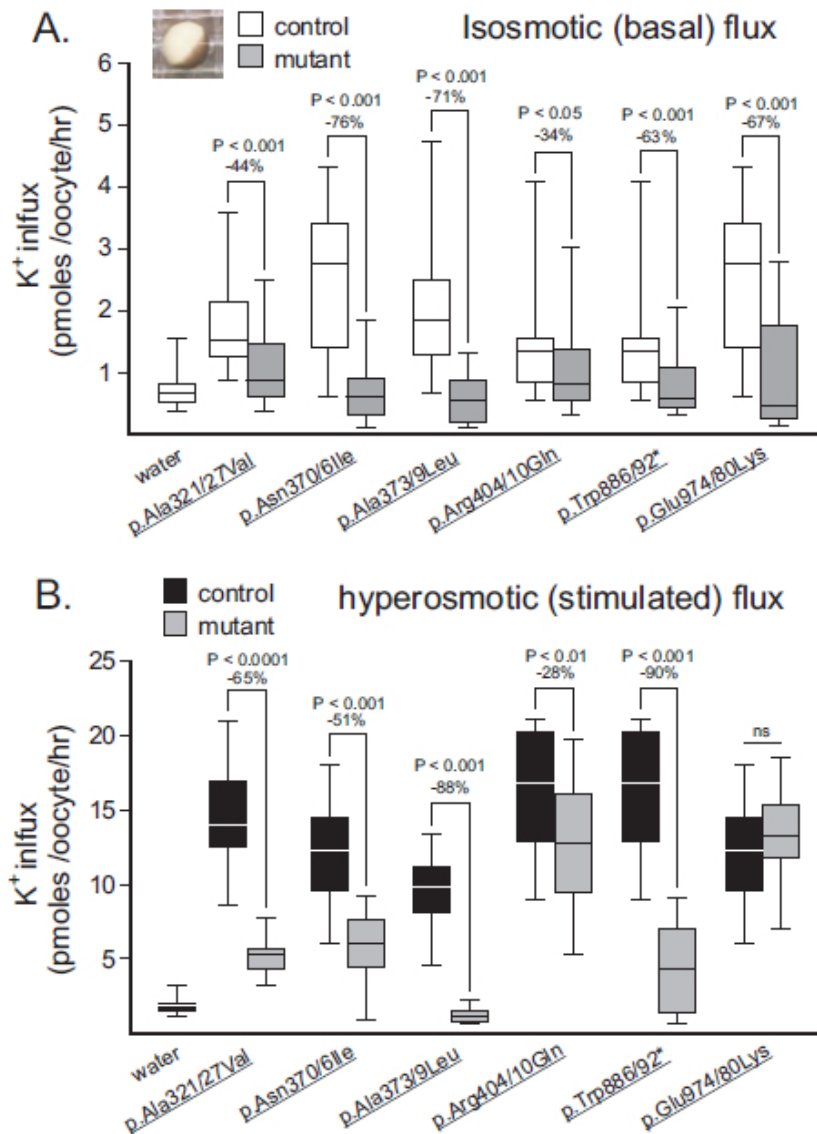 A.
control
mutant
Isosmotic (basal) flux
K+ inlfux
(pmoles /oocyte/hr)
6
5
4
3
2
1
P < 0.001
-44%
P < 0.001
-76%
P < 0.001
-71%
P < 0.05
-34%
P < 0.001
-63%
P < 0.001
-67%
water
p.Ala321/27Val
p.Asn370/6Ile
p.Ala373/9Leu
p.Arg404/10Gln
p.Trp886/92*
p.Glu974/80Lys
B.
control
mutant
hyperosmotic (stimulated) flux
K+ inlfux
(pmoles /oocyte/hr)
25
20
15
10
5
P < 0.0001
-65%
P < 0.001
-51%
P < 0.001
-88%
P < 0.01
-28%
P < 0.001
-90%
ns
water
p.Ala321/27Val
p.Asn370/6Ile
p.Ala373/9Leu
p.Arg404/10Gln
p.Trp886/92*
p.Glu974/80Lys